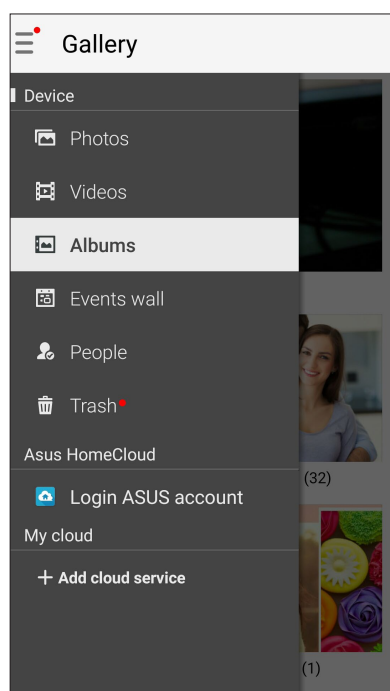 Gallery
Device
Photos
Videos
Albums
Events wall
People
Trash
Asus HomeCloud
Login ASUS account
(32)
My cloud
+ Add cloud service
(1)